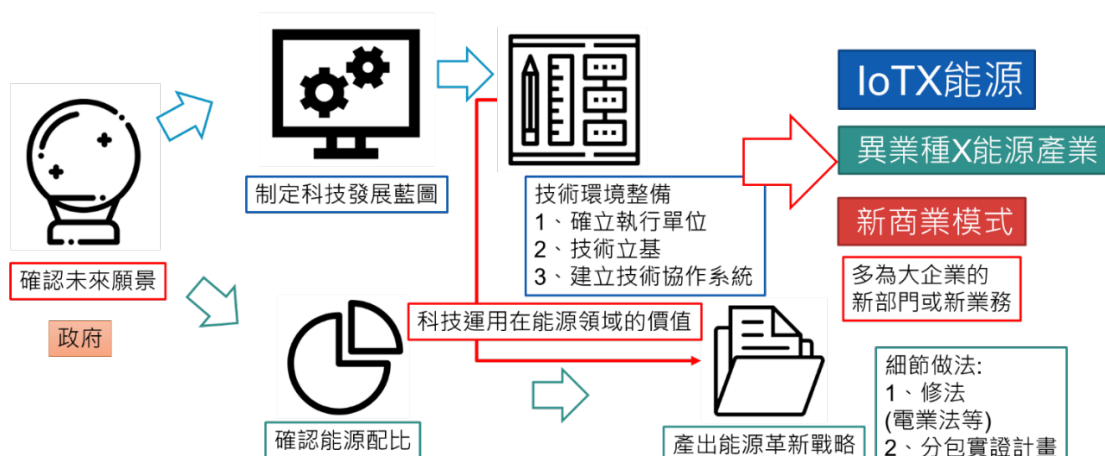 確認未來願景
政府
制定科技發展藍圖
技術環境整備
1、確立執行單位
2、技術立基
3、建立技術協作系統
IoTX能源
異業種X能源產業
新商業模式
多為大企業的
新部門或新業務
科技運用在能源領域的價值
確認能源配比
產出能源革新戰略
細節做法:
1、修法
(電業法等)
2、分包實證計畫